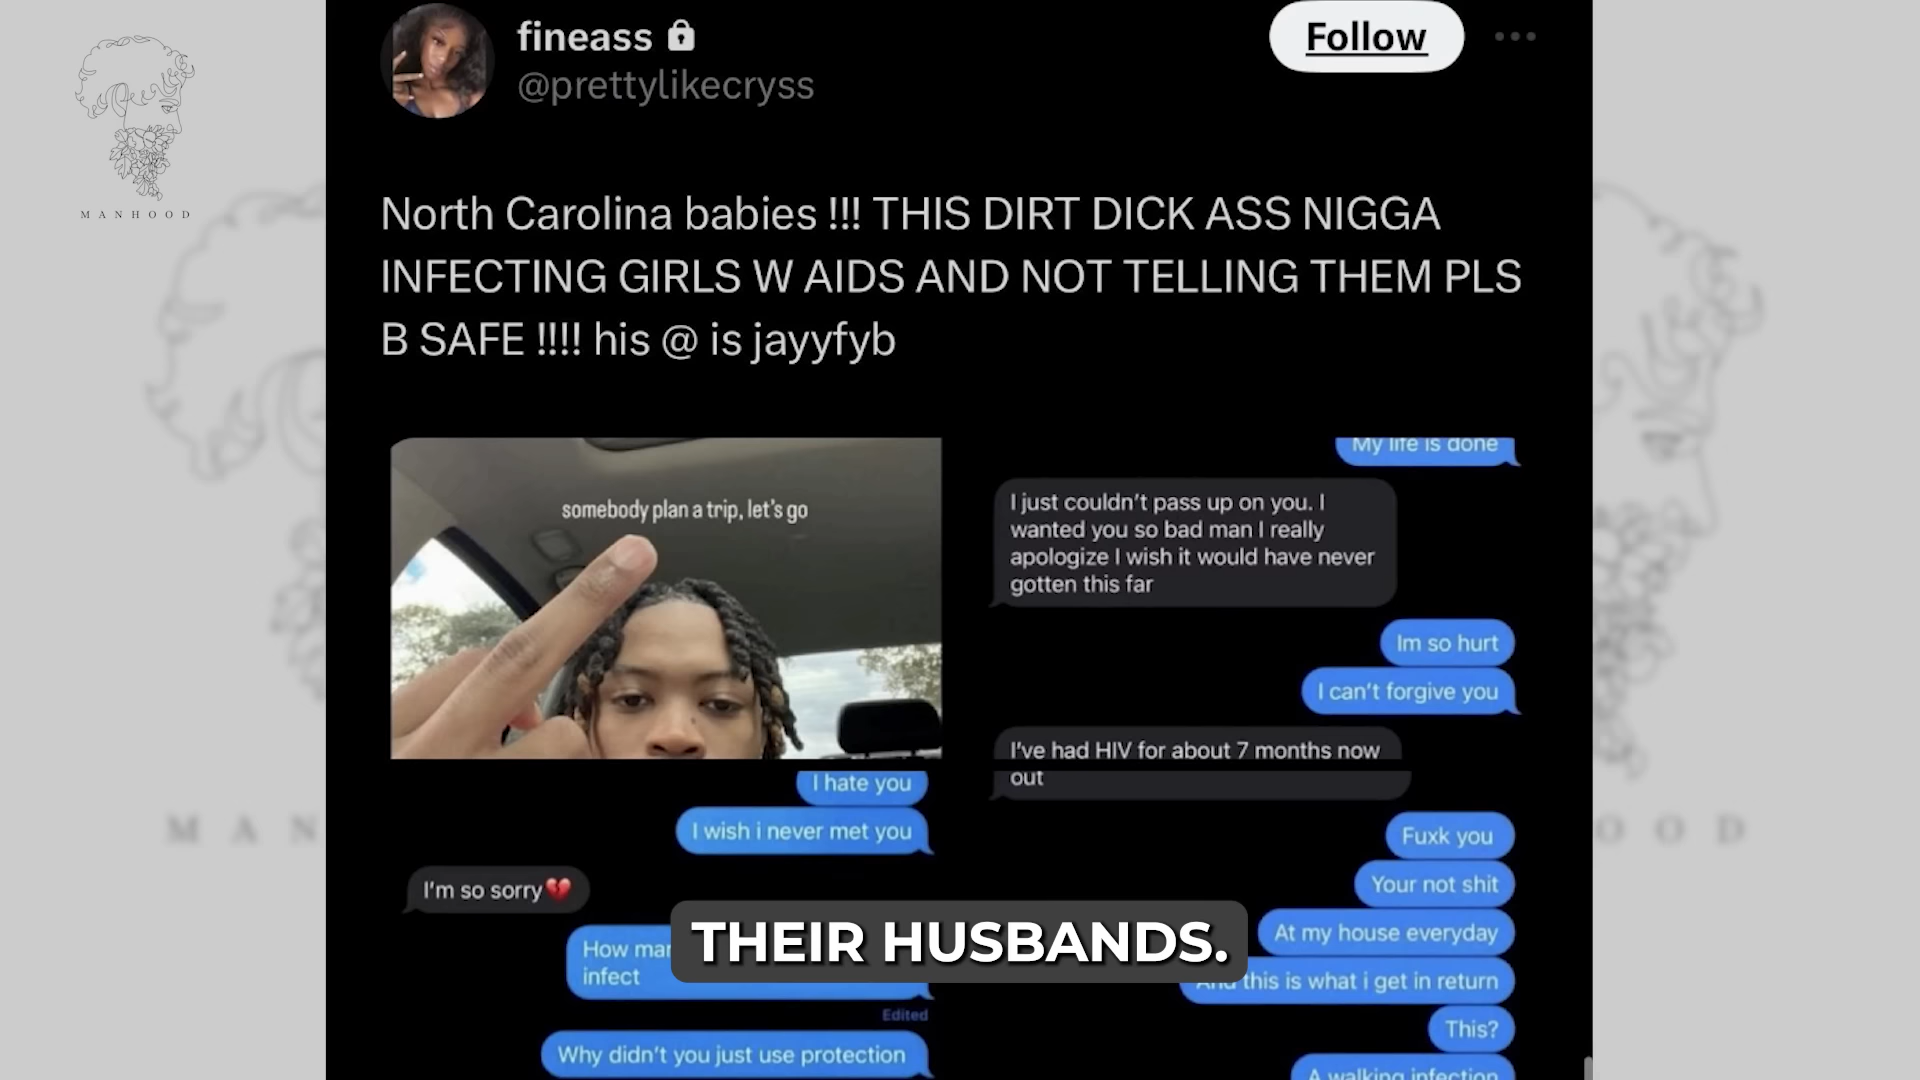 fineass
@prettylikecryss
Follow
MANHOOD
North Carolina babies !!! THIS DIRT DICK ASS NIGGA
INFECTING GIRLS W AIDS AND NOT TELLING THEM PLS
B SAFE !!!! his @ is jayyfyb
somebody plan a trip, let's go
My life is done
I just couldn't pass up on you. I
wanted you so bad man I really
apologize I wish it would have never
gotten this far
Im so hurt
I can't forgive you
I've had HIV for about 7 months now
out
I hate you
I wish i never met you
I'm so sorry💔
How
infect
Edited
Why didn't you just use protection
Fuxk you
Your not shit
At my house everyday
And this is what i get in return
This?
A walking infection
THEIR HUSBANDS.
M A N
O O D